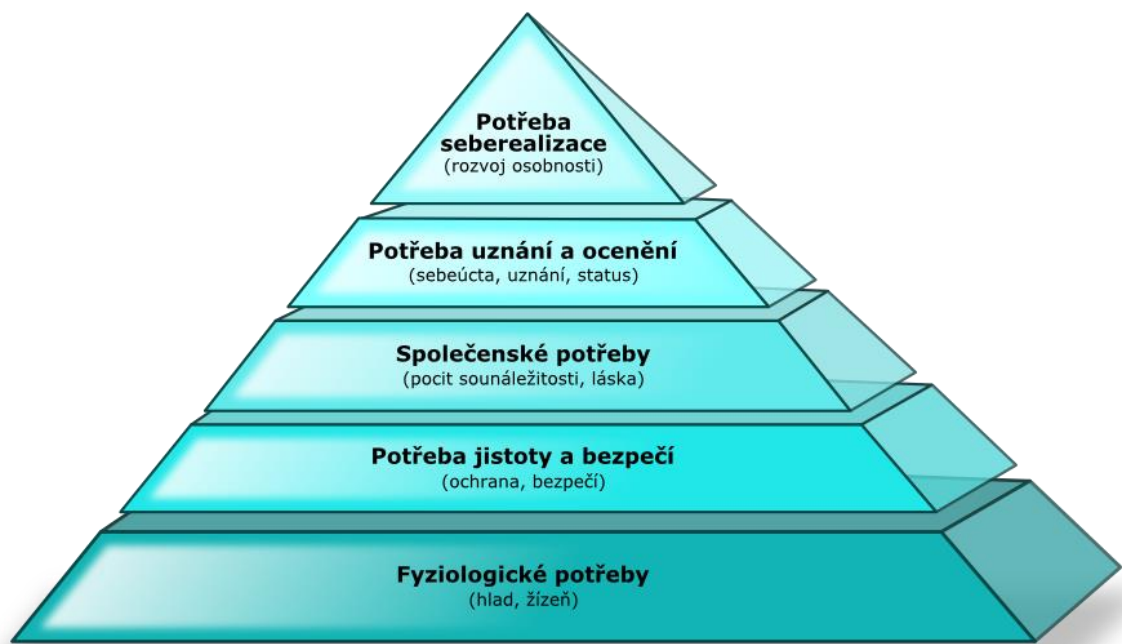 Potřeba
seberealizace
(rozvoj osobnosti)
Potřeba uznání a ocenění
(sebeúcta, uznání, status)
Společenské potřeby
(pocit sounáležitosti, láska)
Potřeba jistoty a bezpečí
(ochrana, bezpečí)
Fyziologické potřeby
(hlad, žízeň)